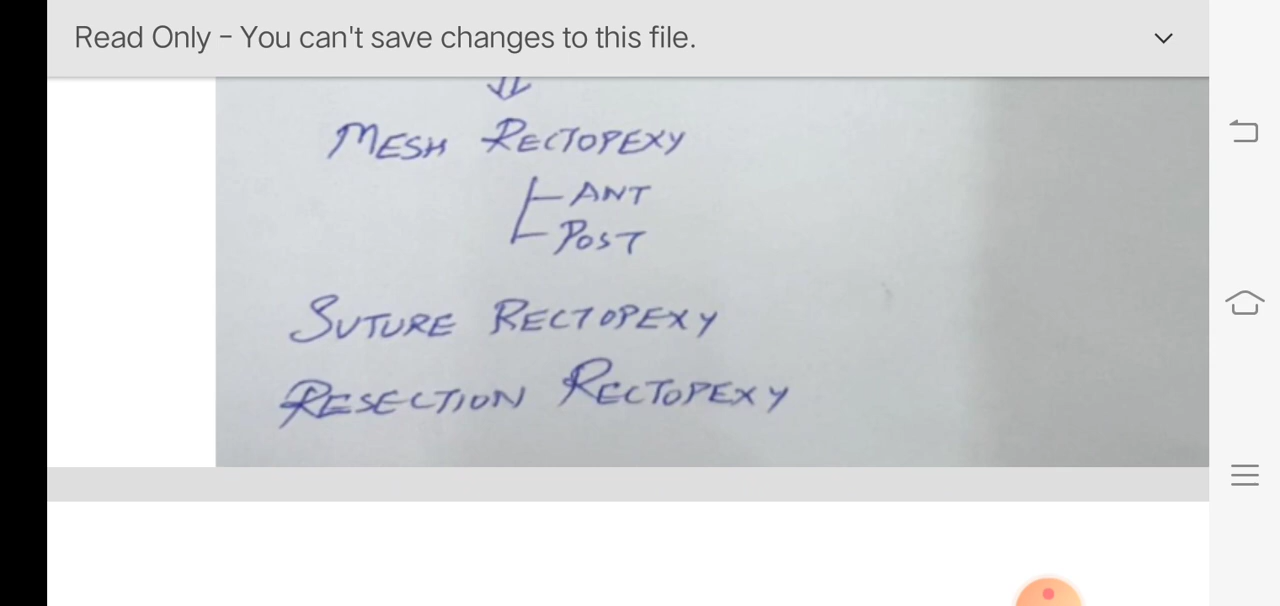 Read Only - You can't save changes to this file.
MESH RECTOPEXY
ANT
POST
SUTURE RECTOPEXY
RESECTION RECTOPEXY